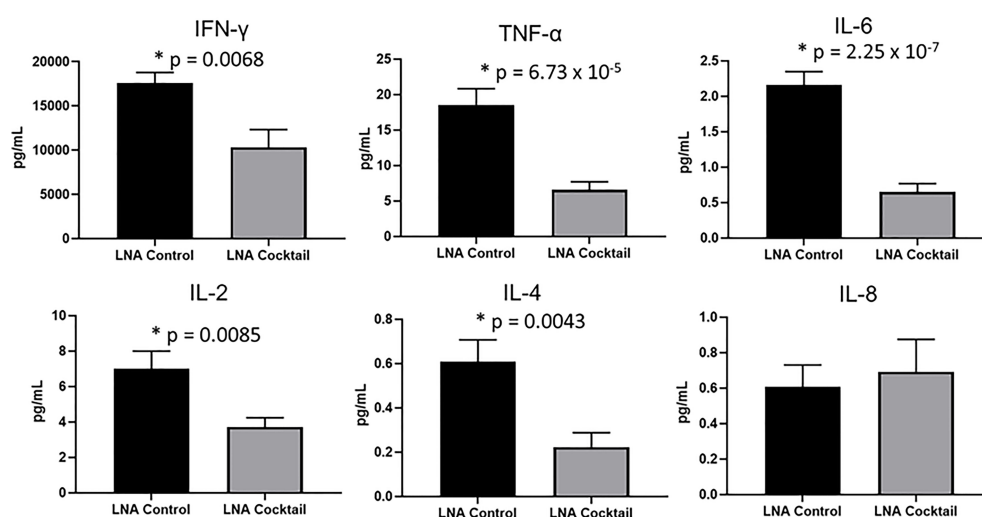 IFN-γ
* p = 0.0068
20000
15000
10000
5000
0
pg/mL
LNA Control LNA Cocktail
TNF-α
* p = 6.73 x 10-5
25
20
15
10
5
0
pg/mL
LNA Control LNA Cocktail
IL-6
* p = 2.25 x 10-7
2.5
2.0
1.5
1.0
0.5
0.0
pg/mL
LNA Control LNA Cocktail
IL-2
* p = 0.0085
10
8
6
4
2
0
pg/mL
LNA Control LNA Cocktail
IL-4
* p = 0.0043
0.8
0.6
0.4
0.2
0.0
pg/mL
LNA Control LNA Cocktail
IL-8
1.0
0.8
0.6
0.4
0.2
0.0
pg/mL
LNA Control LNA Cocktail